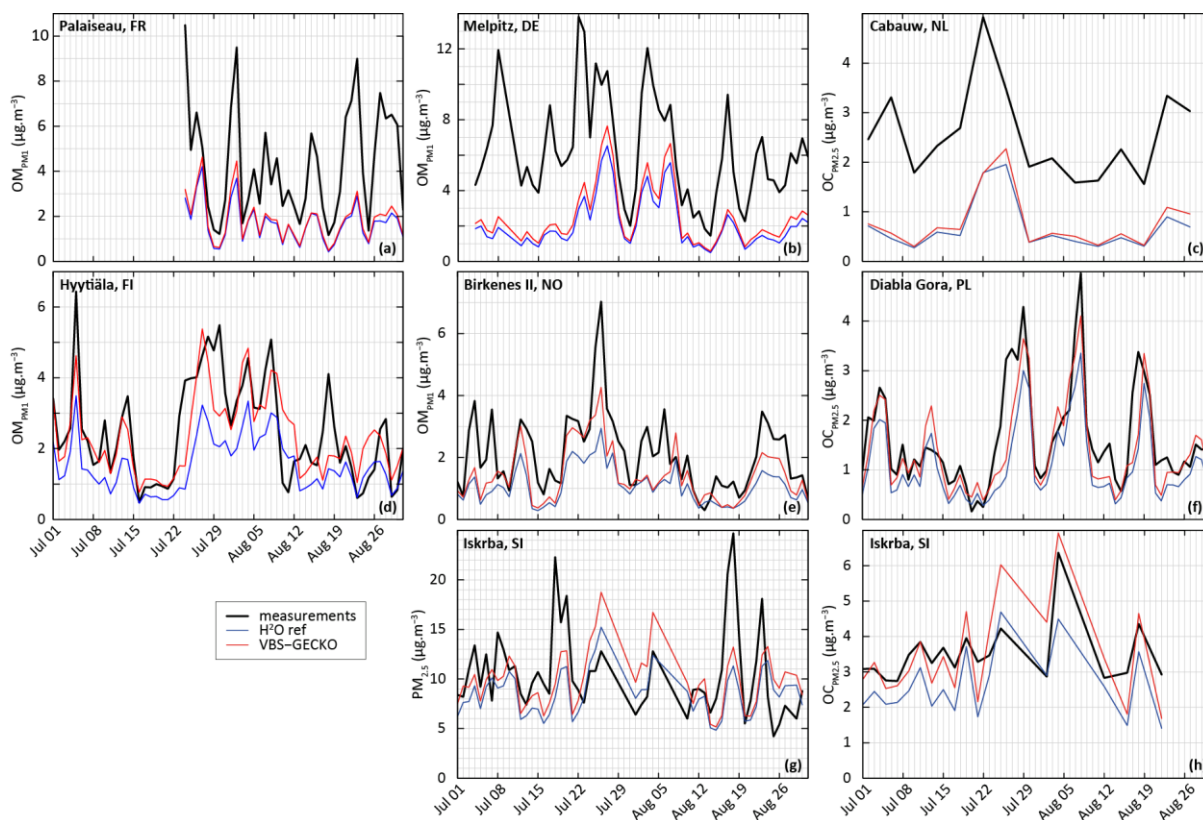 Palaiseau, FR
OM_PM1 (µg.m⁻³)
10
8
6
4
2
0
(a)
Melpitz, DE
OM_PM1 (µg.m⁻³)
12
8
4
0
(b)
Cabauw, NL
OC_PM2.5 (µg.m⁻³)
4
3
2
1
0
(c)
Hyytiäla, FI
OM_PM1 (µg.m⁻³)
6
4
2
0
(d)
Jul 01
Jul 08
Jul 15
Jul 22
Jul 29
Aug 05
Aug 12
Aug 19
Aug 26
Birkenes II, NO
OM_PM1 (µg.m⁻³)
6
4
2
0
(e)
Diabla Gora, PL
OC_PM2.5 (µg.m⁻³)
5
4
3
2
1
0
(f)
measurements
H²O ref
VBS–GECKO
Iskrba, SI
PM_2.5 (µg.m⁻³)
20
15
10
5
0
(g)
Jul 01
Jul 08
Jul 15
Jul 22
Jul 29
Aug 05
Aug 12
Aug 19
Aug 26
Iskrba, SI
OC_PM2.5 (µg.m⁻³)
7
6
5
4
3
2
1
0
(h)
Jul 01
Jul 08
Jul 15
Jul 22
Jul 29
Aug 05
Aug 12
Aug 19
Aug 26